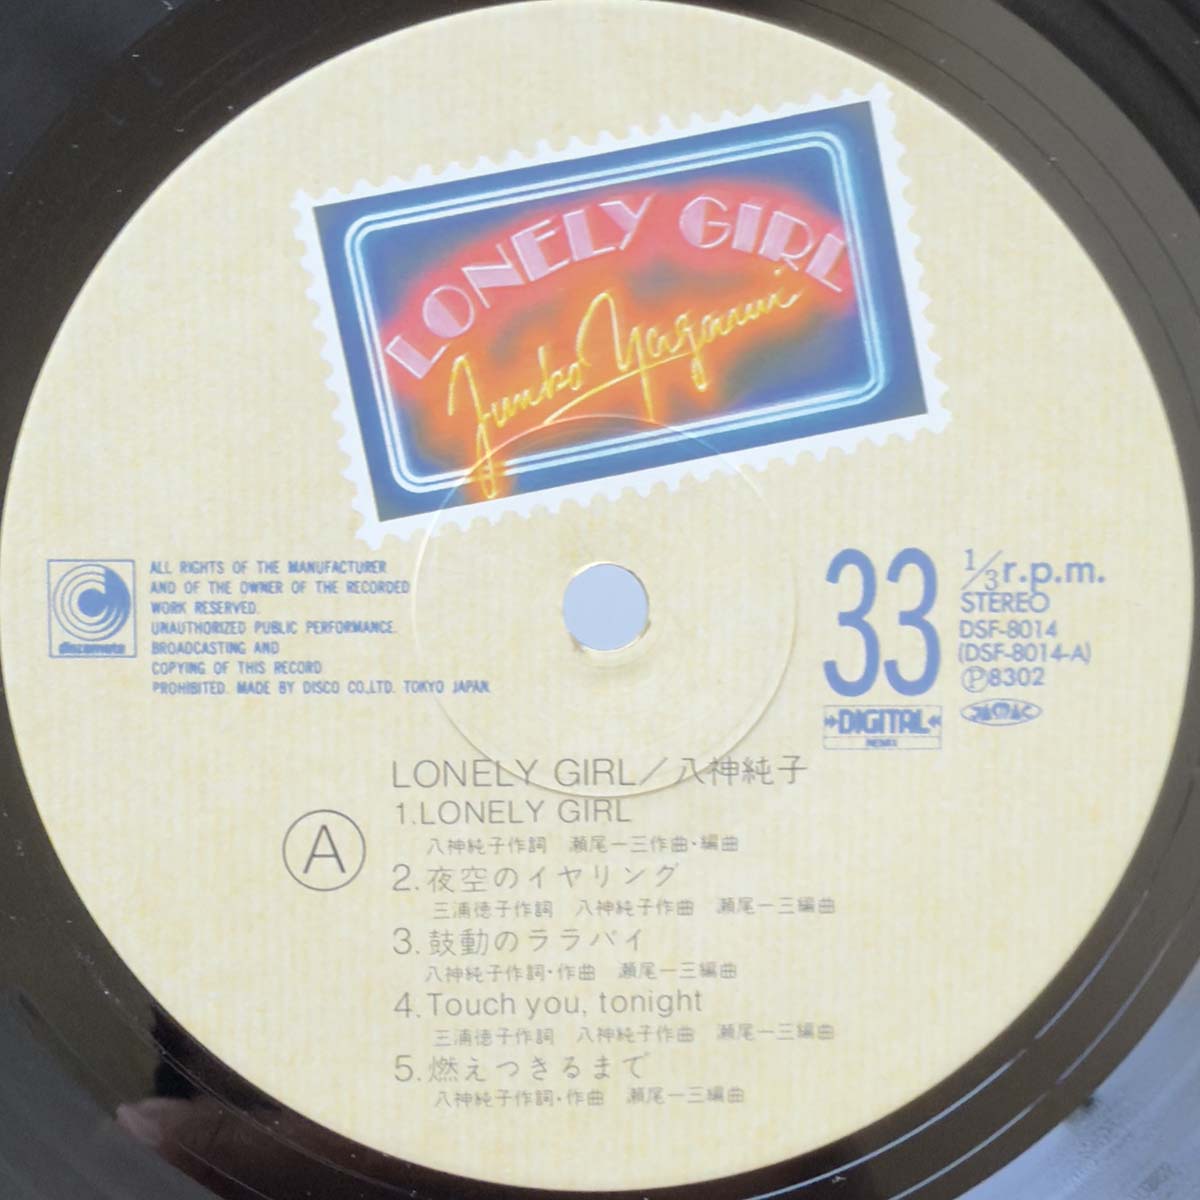 LONELY GIRL
Junko Yagami
discomate
ALL RIGHTS OF THE MANUFACTURER
AND OF THE OWNER OF THE RECORDED
WORK RESERVED.
UNAUTHORIZED PUBLIC PERFORMANCE.
BROADCASTING AND
COPYING OF THIS RECORD
PROHIBITED. MADE BY DISCO CO.,LTD. TOKYO JAPAN
33 1/3 r.p.m.
STEREO
DSF-8014
(DSF-8014-A)
Ⓟ8302
DIGITAL
REMIX
LONELY GIRL/八神純子
A
1.LONELY GIRL
八神純子作詞 瀬尾一三作曲・編曲
2.夜空のイヤリング
三浦徳子作詞 八神純子作曲 瀬尾一三編曲
3.鼓動のララバイ
八神純子作詞・作曲 瀬尾一三編曲
4.Touch you, tonight
三浦徳子作詞 八神純子作曲 瀬尾一三編曲
5.燃えつきるまで
八神純子作詞・作曲 瀬尾一三編曲